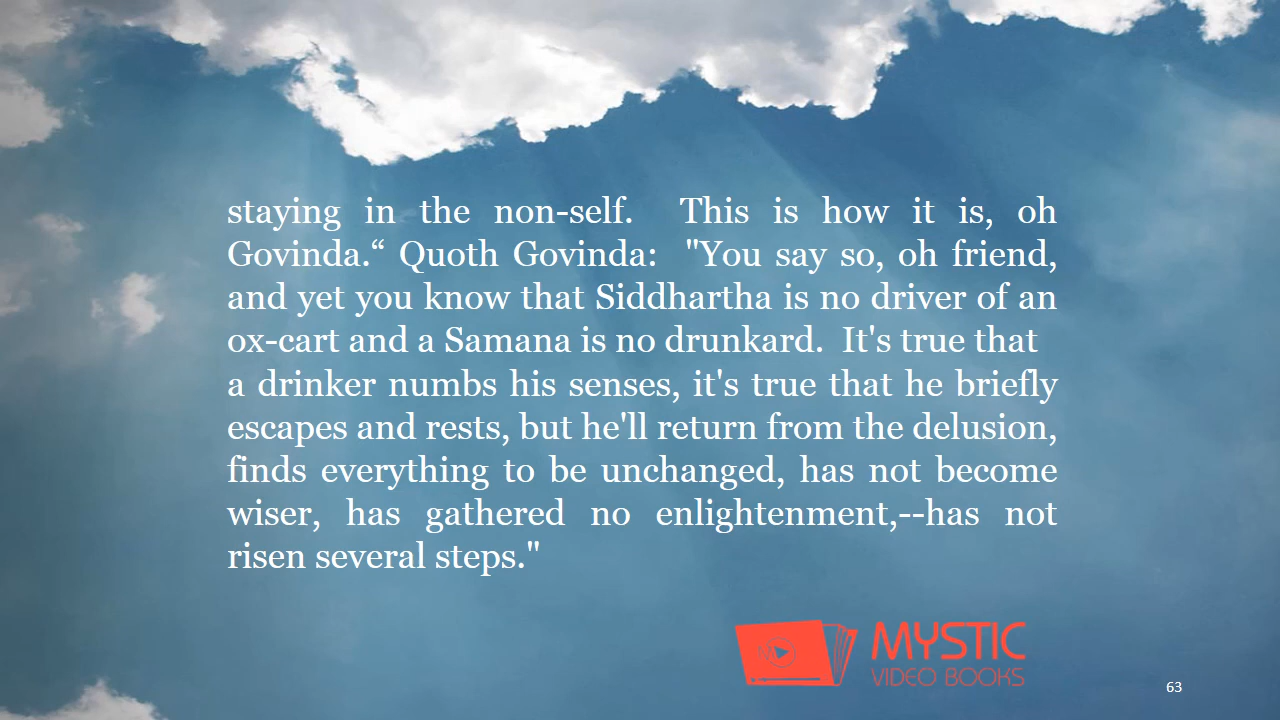 staying in the non-self.  This is how it is, oh
Govinda.“ Quoth Govinda:  "You say so, oh friend,
and yet you know that Siddhartha is no driver of an
ox-cart and a Samana is no drunkard.  It's true that
a drinker numbs his senses, it's true that he briefly
escapes and rests, but he'll return from the delusion,
finds everything to be unchanged, has not become
wiser, has gathered no enlightenment,--has not
risen several steps."
MYSTIC
VIDEO BOOKS
63